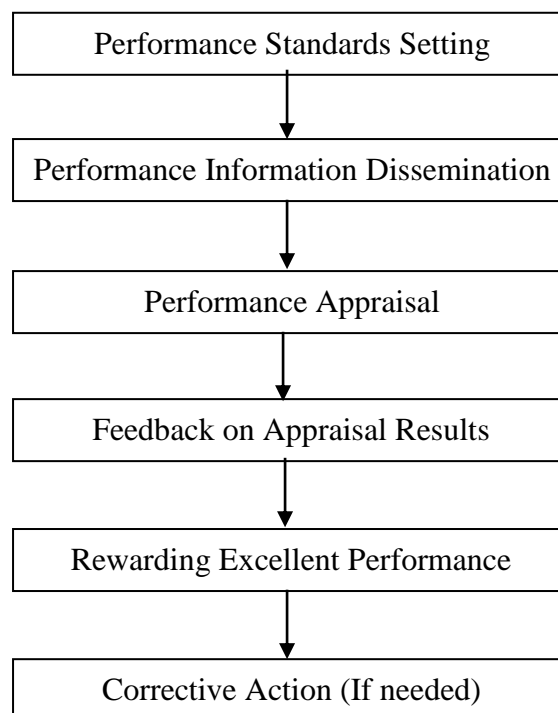 Performance Standards Setting
Performance Information Dissemination
Performance Appraisal
Feedback on Appraisal Results
Rewarding Excellent Performance
Corrective Action (If needed)